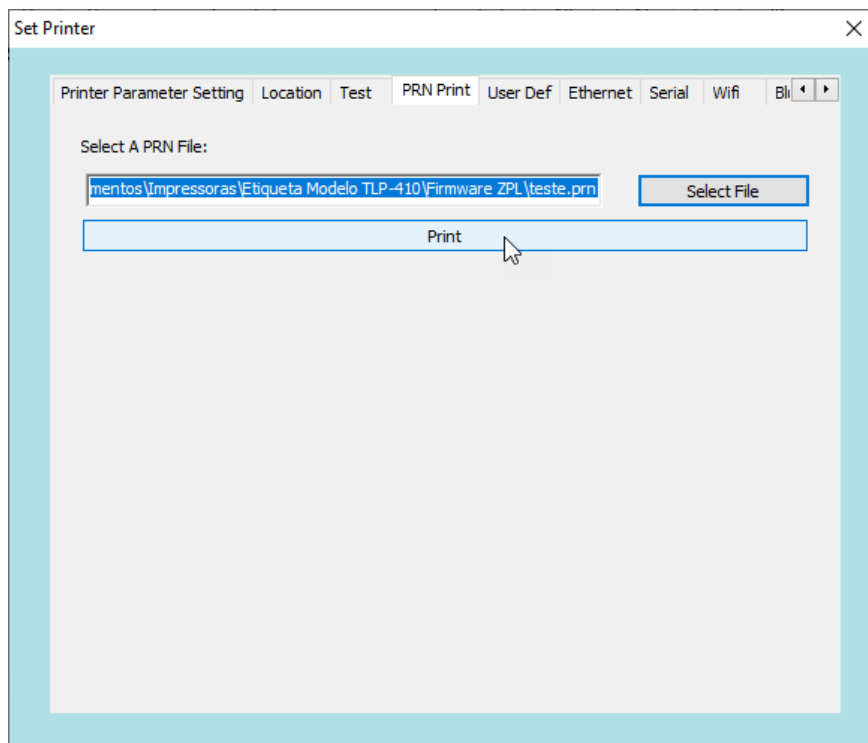 Set Printer
Printer Parameter Setting Location Test PRN Print User Def Ethernet Serial Wifi
Select A PRN File:
mentos\Impressoras\Etiqueta Modelo TLP-410\Firmware ZPL\teste.prn Select File
Print